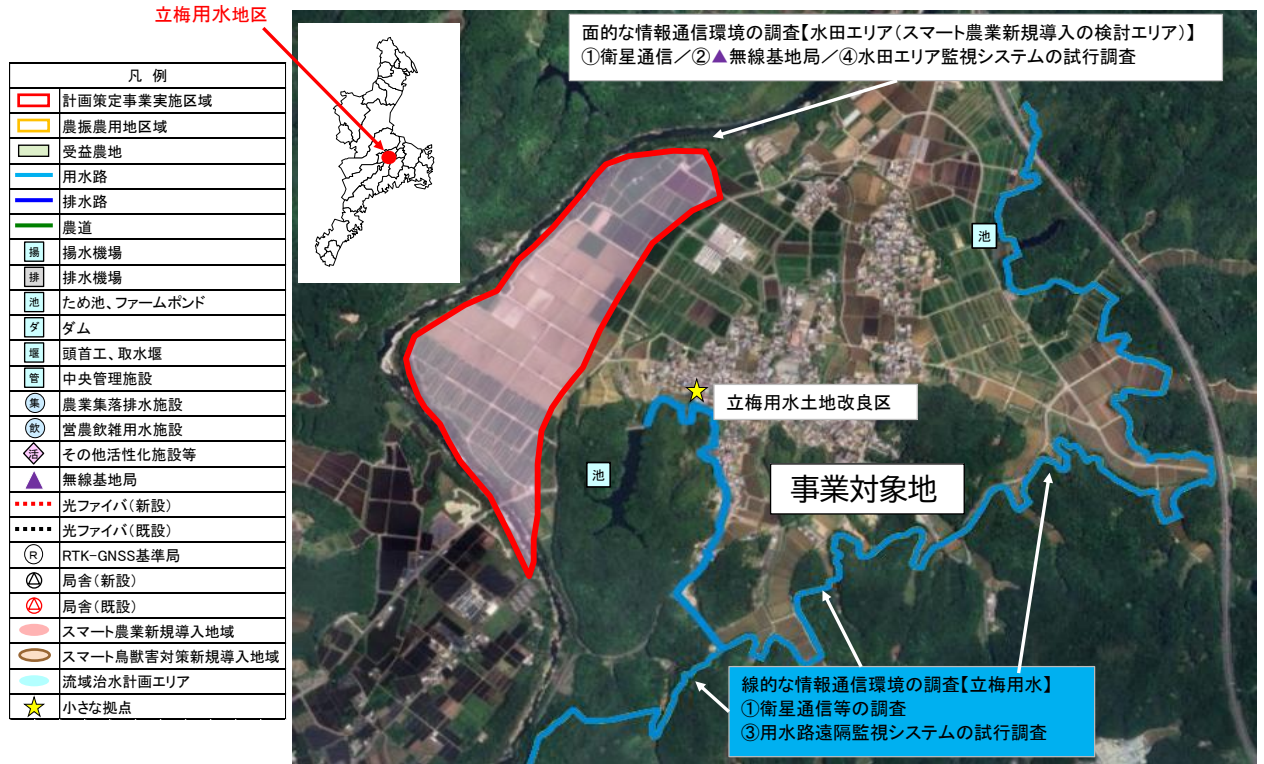 立梅用水地区
面的な情報通信環境の調査【水田エリア(スマート農業新規導入の検討エリア)】
①衛星通信/②▲無線基地局/④水田エリア監視システムの試行調査
凡 例
計画策定事業実施区域
農振農用地区域
受益農地
用水路
排水路
農道
揚 揚水機場
排 排水機場
池 ため池、ファームポンド
ダ ダム
堰 頭首工、取水堰
管 中央管理施設
集 農業集落排水施設
飲 営農飲雑用水施設
活 その他活性化施設等
無線基地局
光ファイバ(新設)
光ファイバ(既設)
R RTK-GNSS基準局
局舎(新設)
局舎(既設)
スマート農業新規導入地域
スマート鳥獣害対策新規導入地域
流域治水計画エリア
小さな拠点
池
立梅用水土地改良区
池
事業対象地
線的な情報通信環境の調査【立梅用水】
①衛星通信等の調査
③用水路遠隔監視システムの試行調査